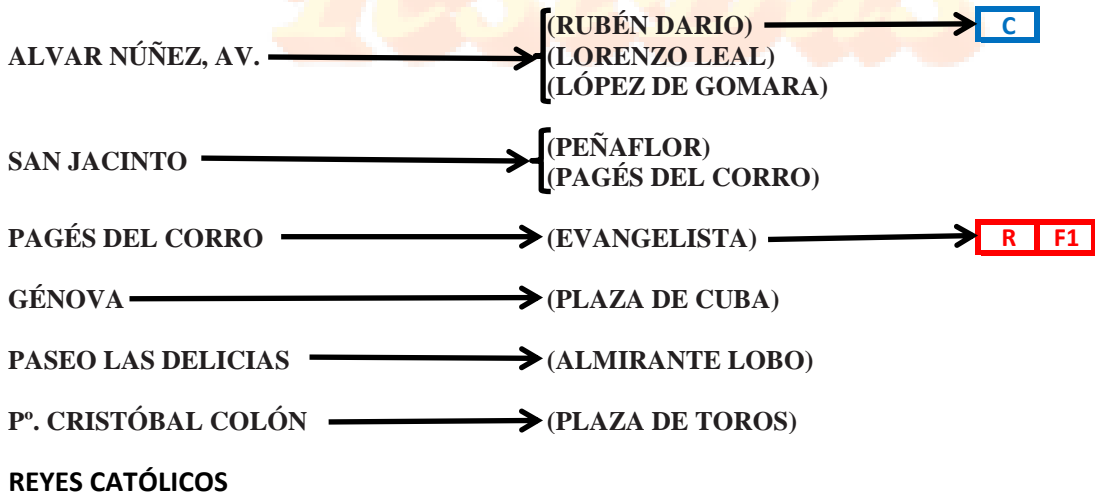 (RUBÉN DARIO) C
ALVAR NÚÑEZ, AV. (LORENZO LEAL)
(LÓPEZ DE GOMARA)
SAN JACINTO (PEÑAFLOR)
(PAGÉS DEL CORRO)
PAGÉS DEL CORRO (EVANGELISTA) R F1
GÉNOVA (PLAZA DE CUBA)
PASEO LAS DELICIAS (ALMIRANTE LOBO)
Pº. CRISTÓBAL COLÓN (PLAZA DE TOROS)
REYES CATÓLICOS